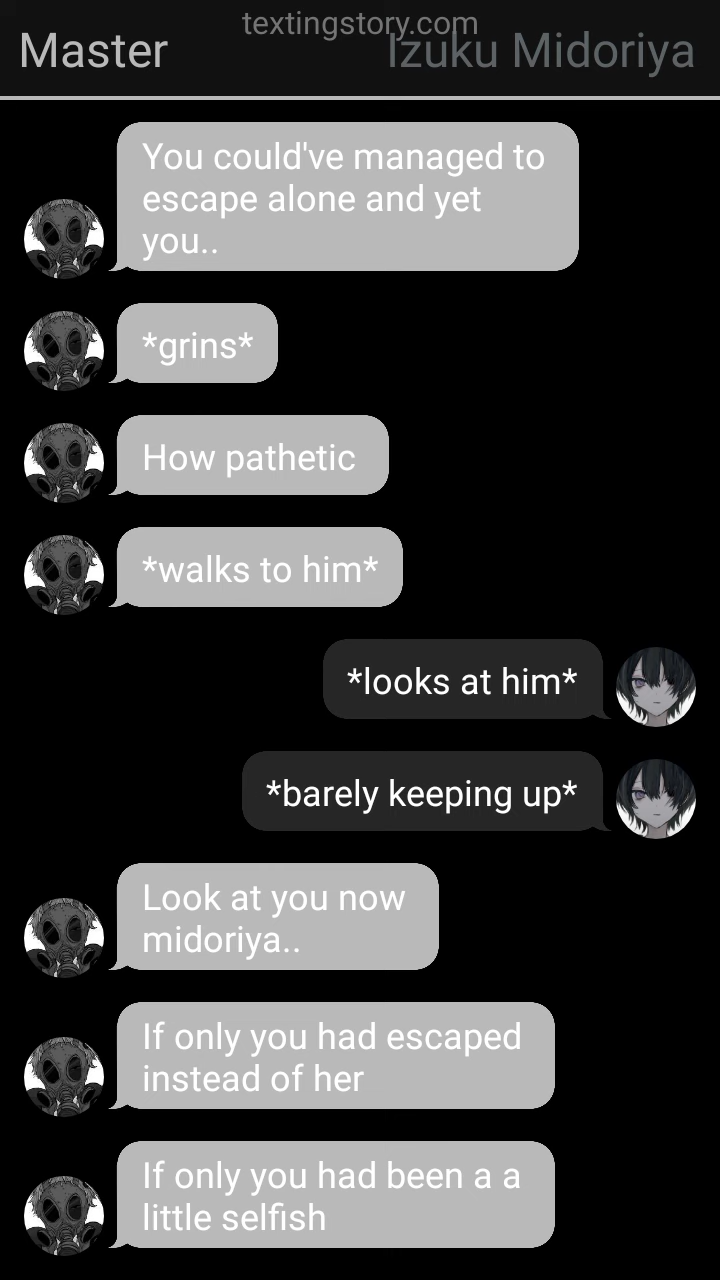 textingstory.com
Master
Izuku Midoriya
You could've managed to
escape alone and yet
you..
*grins*
How pathetic
*walks to him*
*looks at him*
*barely keeping up*
Look at you now
midoriya..
If only you had escaped
instead of her
If only you had been a a
little selfish